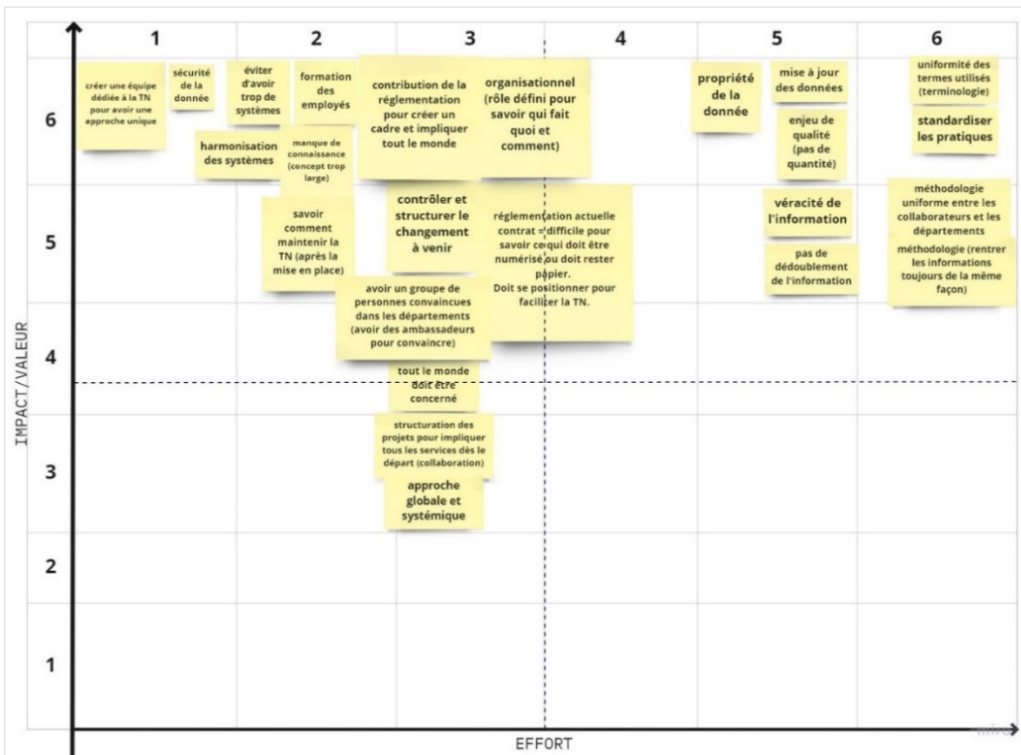 1 2 3 4 5 6
6
créer une équipe
dédiée à la TN
pour avoir une
approche unique
sécurité
de la
donnée
éviter
d'avoir
trop de
systèmes
formation
des
employés
contribution de la
réglementation
pour créer un
cadre et impliquer
tout le monde
organisationnel
(rôle défini pour
savoir qui fait
quoi et
comment)
propriété
de la
donnée
mise à jour
des données
uniformité des
termes utilisés
(terminologie)
harmonisation
des systèmes
manque de
connaissance
(concept trop
large)
enjeu de
qualité
(pas de
quantité)
standardiser
les pratiques
5
savoir
comment
maintenir la
TN (après la
mise en place)
contrôler et
structurer le
changement
à venir
réglementation actuelle
contrat = difficile pour
savoir ce qui doit être
numérisé ou doit rester
papier.
Doit se positionner pour
faciliter la TN.
véracité de
l'information
pas de
dédoublement
de l'information
méthodologie
uniforme entre les
collaborateurs et les
départements
méthodologie (rentrer
les informations
toujours de la même
façon)
4
avoir un groupe de
personnes convaincues
dans les départements
(avoir des ambassadeurs
pour convaincre)
tout le monde
doit être
concerné
3
structuration des
projets pour impliquer
tous les services dès le
départ (collaboration)
approche
globale et
systémique
2
1
IMPACT/VALEUR
EFFORT
miro